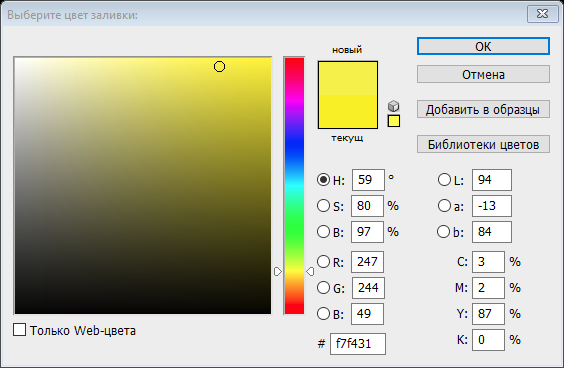 Выберите цвет заливки:
новый
текущ
OK
Отмена
Добавить в образцы
Библиотеки цветов
H: 59 °
S: 80 %
B: 97 %
R: 247
G: 244
B: 49
# f7f431
L: 94
a: -13
b: 84
C: 3 %
M: 2 %
Y: 87 %
K: 0 %
Только Web-цвета